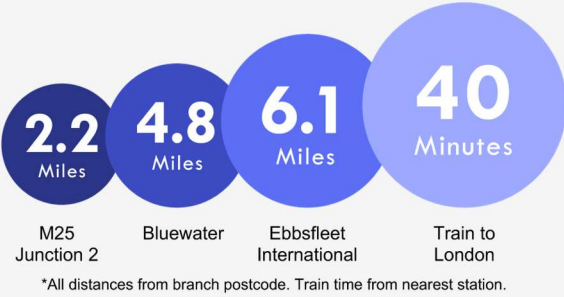 2.2
Miles
4.8
Miles
6.1
Miles
40
Minutes
M25
Junction 2
Bluewater
Ebbsfleet
International
Train to
London
*All distances from branch postcode. Train time from nearest station.